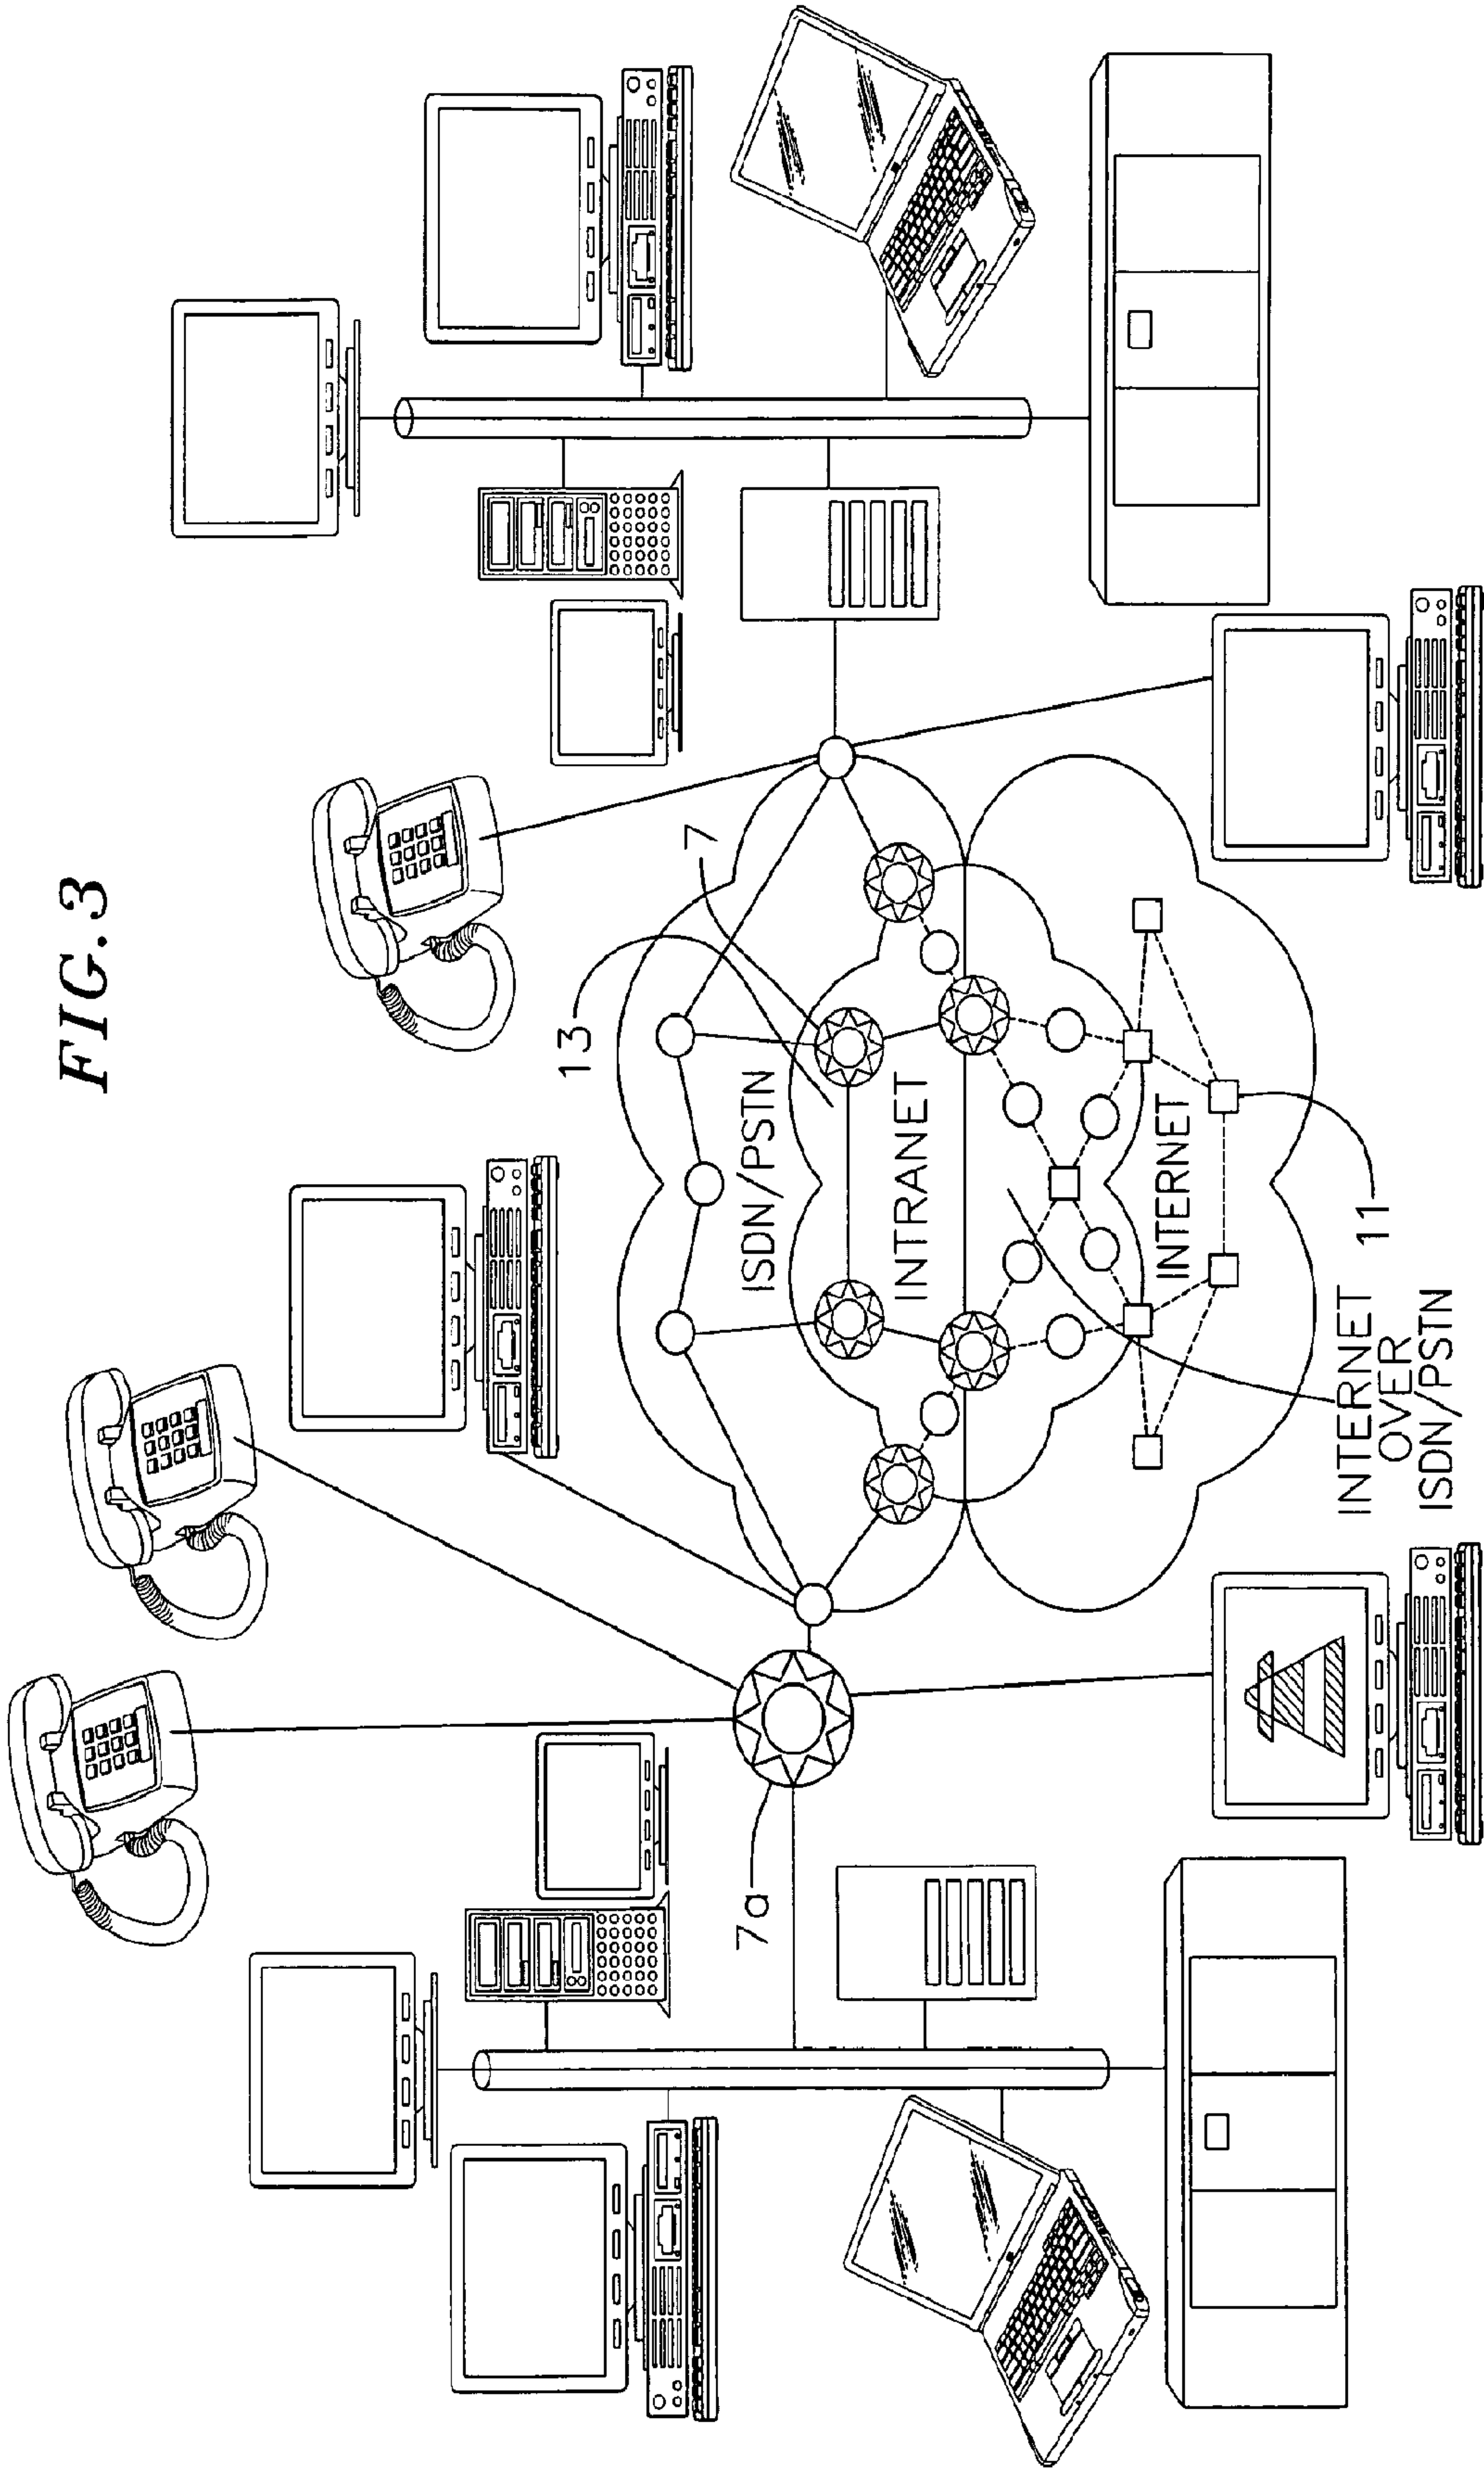 FIG. 3
13
7
ISDN/PSTN
INTRANET
7a
INTERNET
11
INTERNET
OVER
ISDN/PSTN